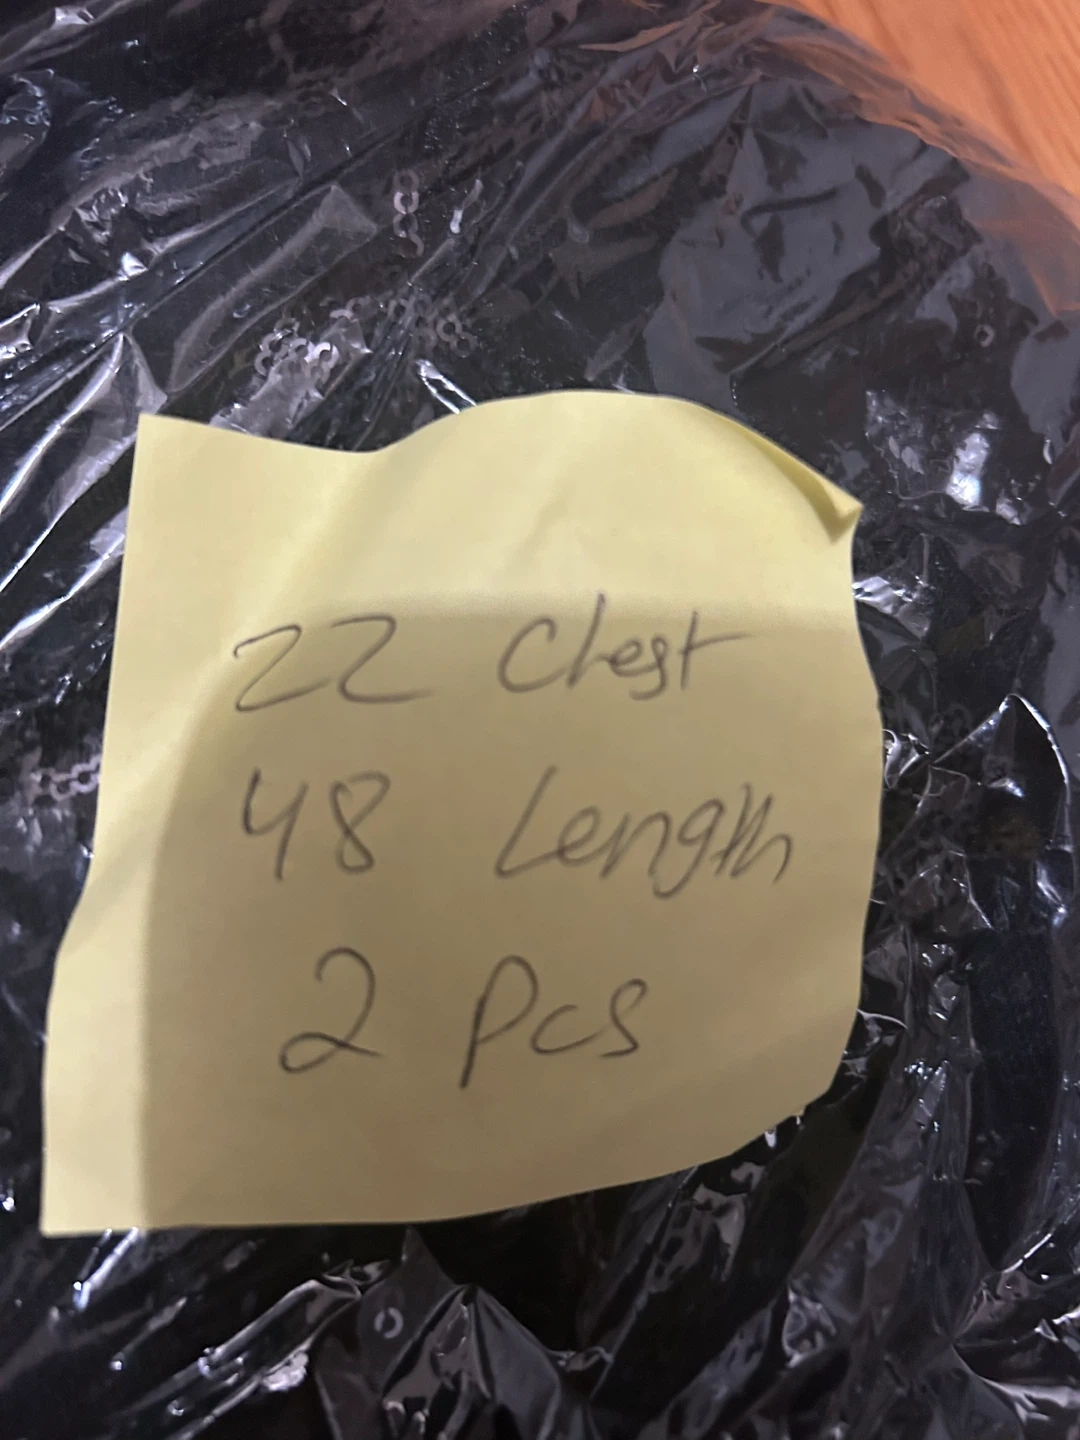 22 Chest
48 Length
2 Pcs